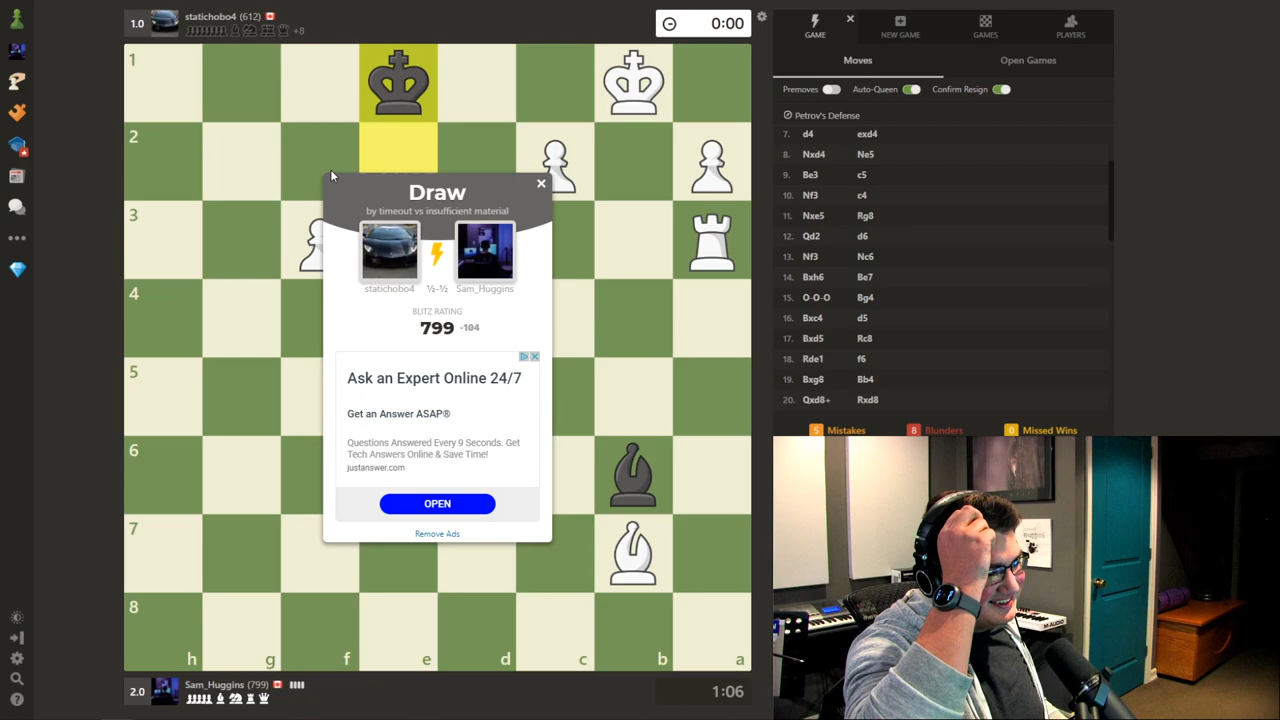 1.0
statichobo4 (612)
+8
0:00
1
2
3
4
5
6
7
8
h g f e d c b a
Draw
by timeout vs insufficient material
statichobo4 ½-½ Sam_Huggins
BLITZ RATING
799 -104
Ask an Expert Online 24/7
Get an Answer ASAP®
Questions Answered Every 9 Seconds. Get
Tech Answers Online & Save Time!
justanswer.com
OPEN
Remove Ads
2.0
Sam_Huggins (799)
1:06
GAME NEW GAME GAMES PLAYERS
Moves Open Games
Premoves Auto-Queen Confirm Resign
Petrov's Defense
7. d4 exd4
8. Nxd4 Ne5
9. Be3 c5
10. Nf3 c4
11. Nxe5 Rg8
12. Qd2 d6
13. Nf3 Nc6
14. Bxh6 Be7
15. O-O-O Bg4
16. Bxc4 d5
17. Bxd5 Rc8
18. Rde1 f6
19. Bxg8 Bb4
20. Qxd8+ Rxd8
5 Mistakes 8 Blunders 0 Missed Wins
M-AUDIO